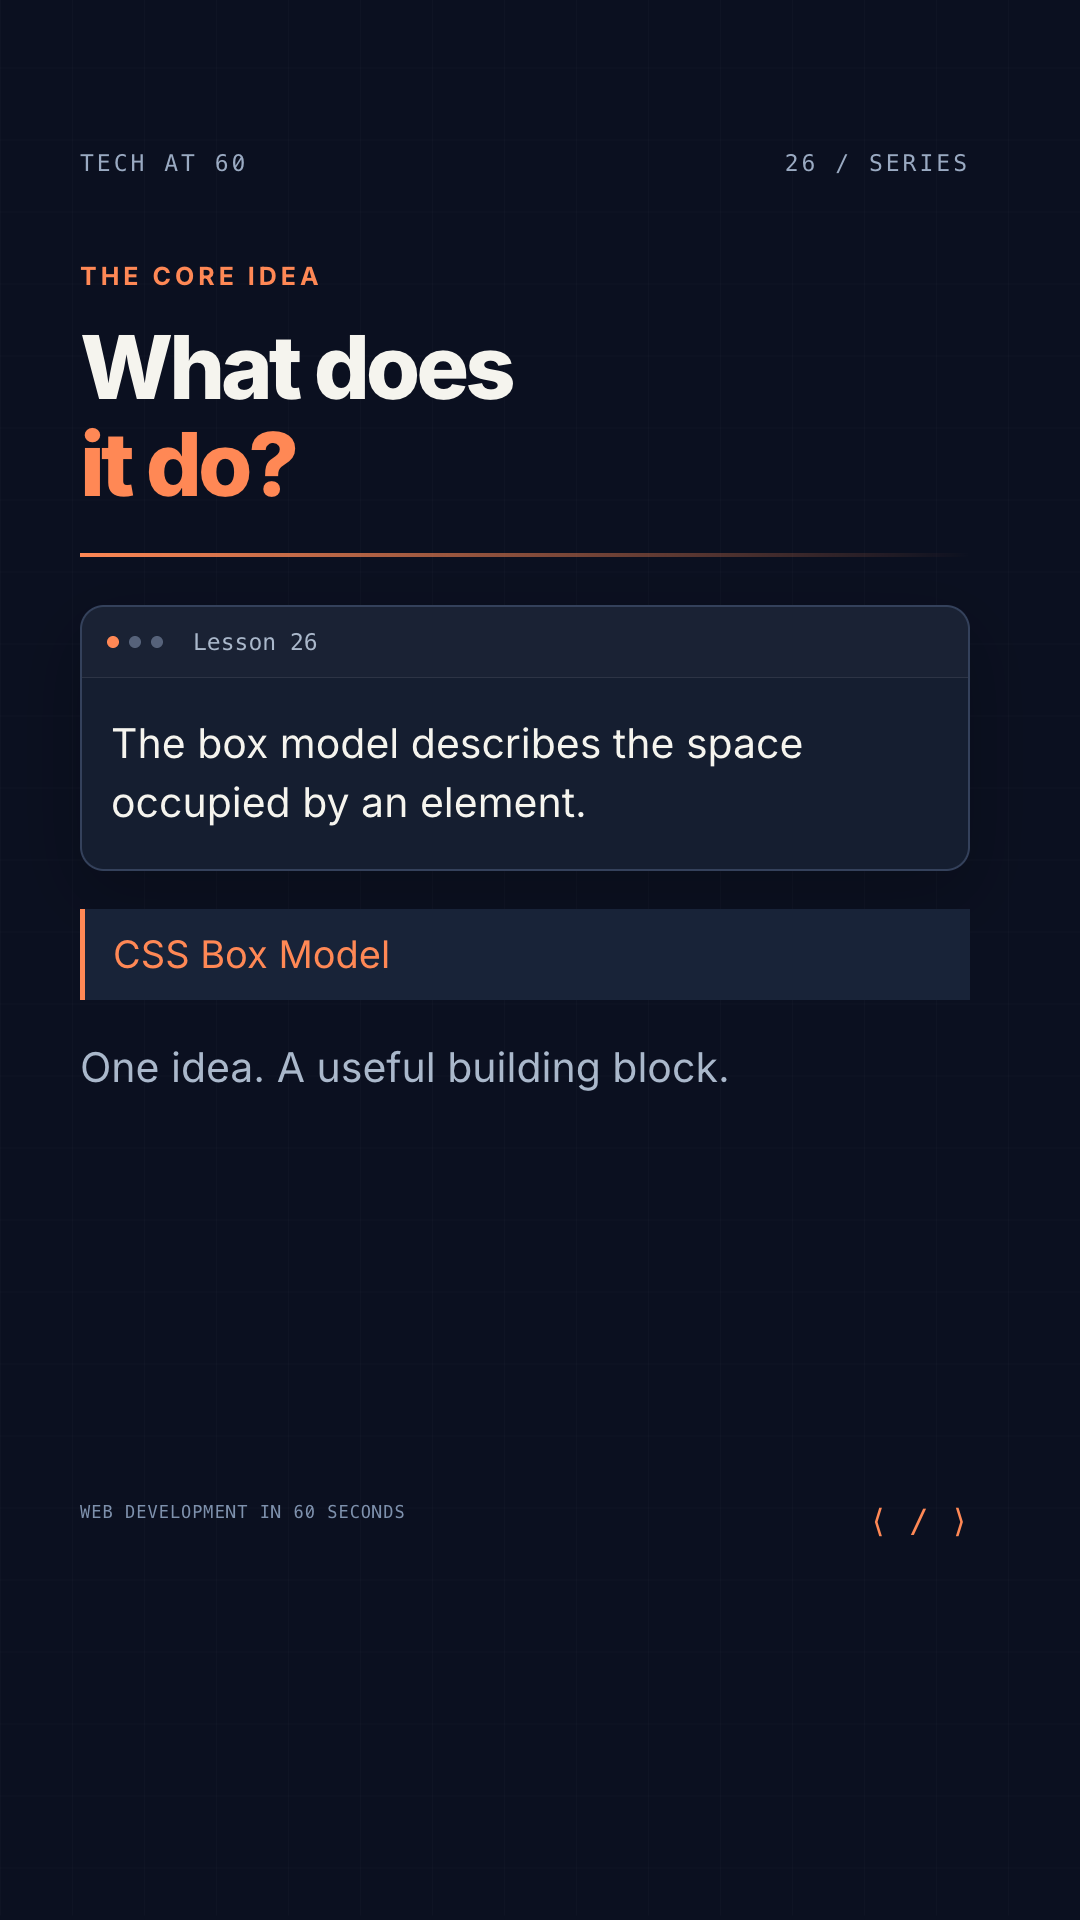 TECH AT 60
26 / SERIES
THE CORE IDEA
What does
it do?
Lesson 26
The box model describes the space
occupied by an element.
CSS Box Model
One idea. A useful building block.
WEB DEVELOPMENT IN 60 SECONDS
⟨ / ⟩